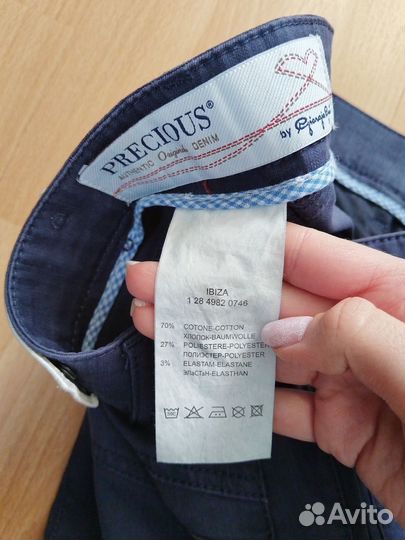 PRECIOUS®
AUTHENTIC Original DENIM
by
IBIZA
1 28 4982 0746
70% COTONE-COTTON
ХЛОПОК-BAUMWOLLE
27% POLIESTERE-POLYESTER
ПОЛИЭСТЕР-POLYESTER
3% ELASTAM-ELASTANE
ЭЛаСТаН-ELASTHAN
Avito